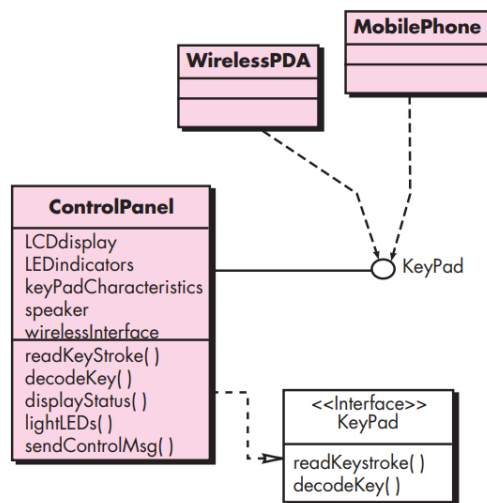 MobilePhone
WirelessPDA
ControlPanel
LCDdisplay
LEDindicators
keyPadCharacteristics
speaker
wirelessInterface
readKeyStroke( )
decodeKey( )
displayStatus( )
lightLEDs( )
sendControlMsg( )
KeyPad
<<Interface>>
KeyPad
readKeystroke( )
decodeKey( )